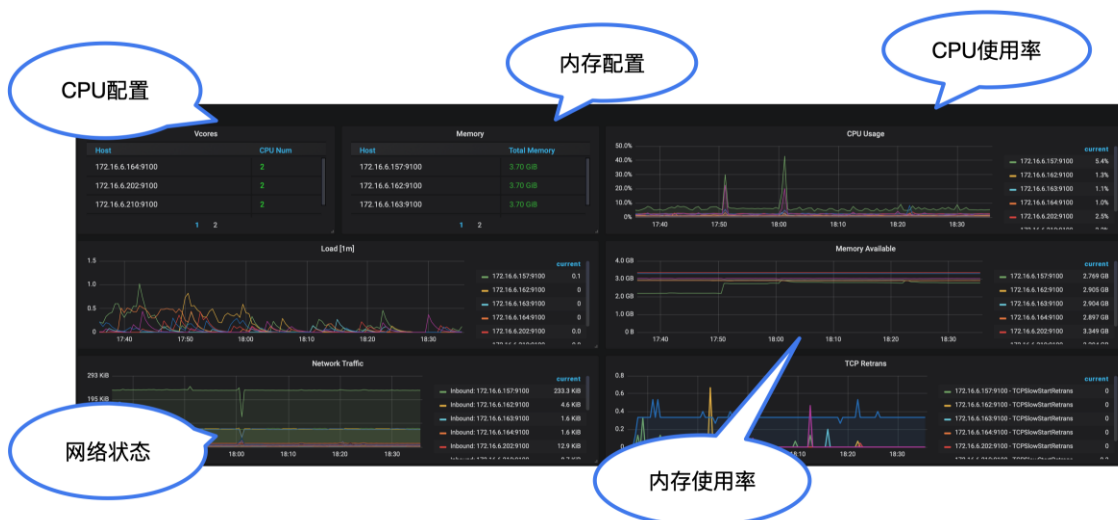 CPU配置
内存配置
CPU使用率
Vcores
Host CPU Num
172.16.6.164:9100 2
172.16.6.202:9100 2
172.16.6.210:9100 2
1 2
Memory
Host Total Memory
172.16.6.157:9100 3.70 GiB
172.16.6.162:9100 3.70 GiB
172.16.6.163:9100 3.70 GiB
1 2
CPU Usage
50.0%
40.0%
30.0%
20.0%
10.0%
0%
17:40 17:50 18:00 18:10 18:20 18:30
current
172.16.6.157:9100 5.4%
172.16.6.162:9100 1.3%
172.16.6.163:9100 1.1%
172.16.6.164:9100 1.0%
172.16.6.202:9100 2.5%
Load [1m]
1.5
1.0
0.5
0
17:40 17:50 18:00 18:10 18:20 18:30
current
172.16.6.157:9100 0.1
172.16.6.162:9100 0
172.16.6.163:9100 0
172.16.6.164:9100 0
172.16.6.202:9100 0.0
Memory Available
4.0 GB
3.0 GB
2.0 GB
1.0 GB
0 B
17:40 17:50 18:00 18:10 18:20 18:30
current
172.16.6.157:9100 2.769 GB
172.16.6.162:9100 2.905 GB
172.16.6.163:9100 2.904 GB
172.16.6.164:9100 2.897 GB
172.16.6.202:9100 3.349 GB
Network Traffic
293 KiB
195 KiB
18:00 18:10 18:20 18:30
current
Inbound: 172.16.6.157:9100 233.3 KiB
Inbound: 172.16.6.162:9100 4.6 KiB
Inbound: 172.16.6.163:9100 1.6 KiB
Inbound: 172.16.6.164:9100 1.6 KiB
Inbound: 172.16.6.202:9100 12.9 KiB
TCP Retrans
0.8
0.6
0.4
0.2
0
18:10 18:20 18:30
current
172.16.6.157:9100 - TCPSlowStartRetrans 0
172.16.6.162:9100 - TCPSlowStartRetrans 0
172.16.6.163:9100 - TCPSlowStartRetrans 0
172.16.6.164:9100 - TCPSlowStartRetrans 0
172.16.6.202:9100 - TCPSlowStartRetrans 0
网络状态
内存使用率